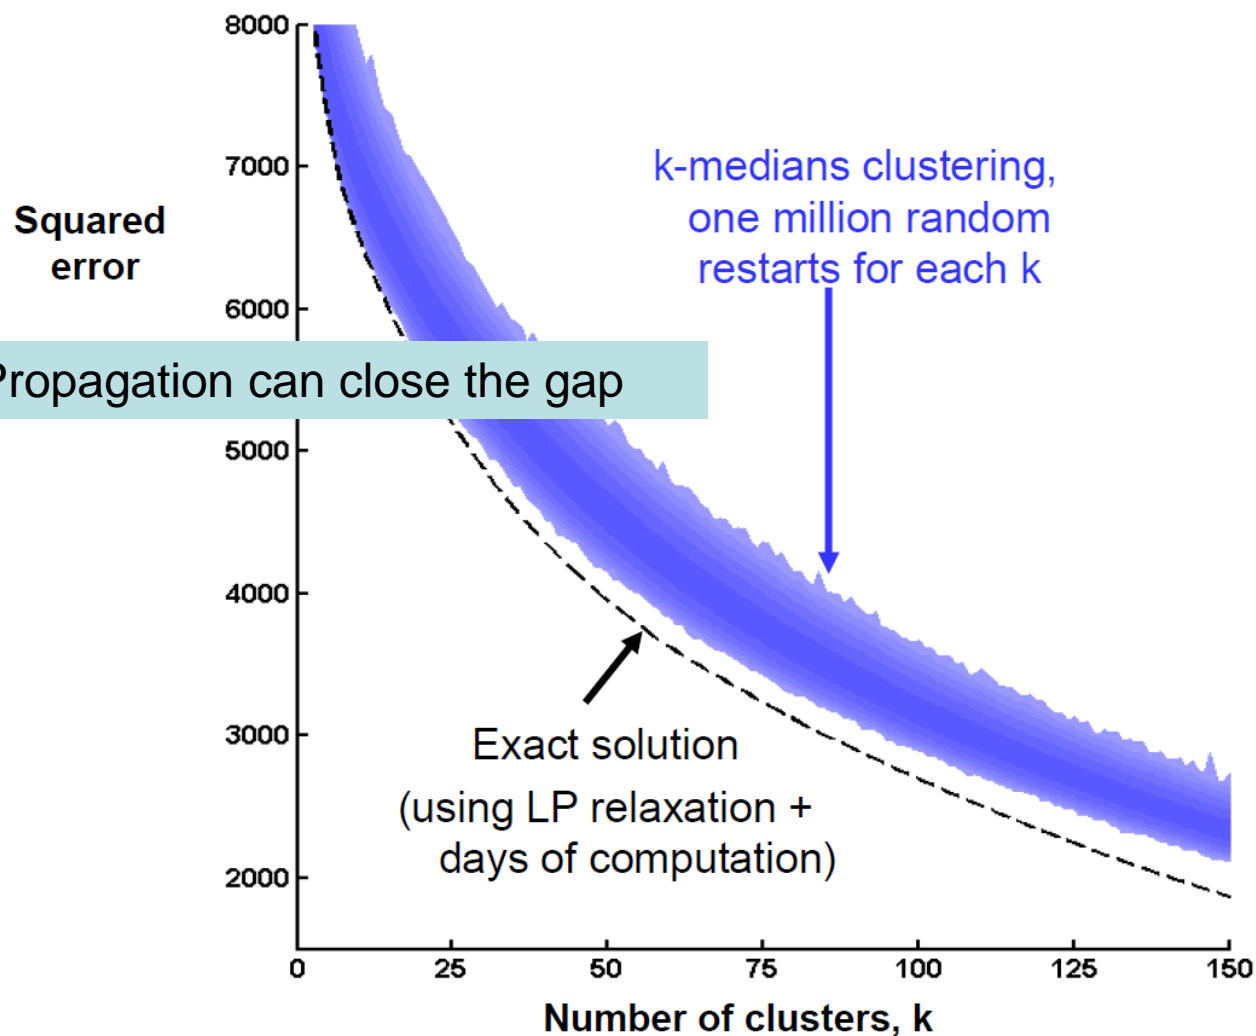 8000
7000
6000
5000
4000
3000
2000
Squared
error
k-medians clustering,
one million random
restarts for each k
Propagation can close the gap
Exact solution
(using LP relaxation +
days of computation)
0 25 50 75 100 125 150
Number of clusters, k